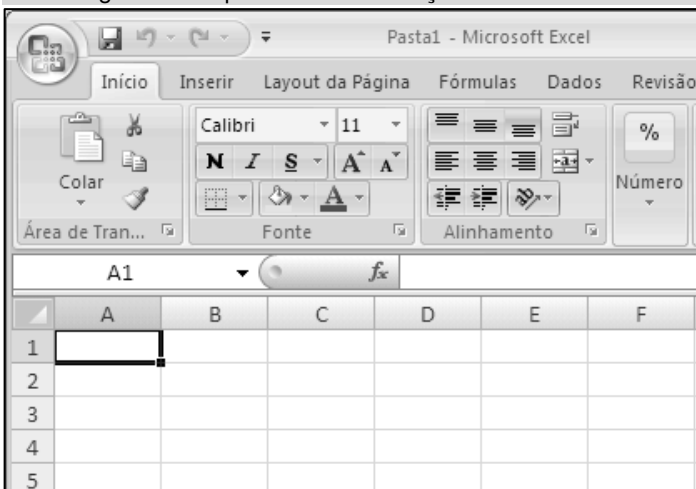 Pasta1 - Microsoft Excel
Início Inserir Layout da Página Fórmulas Dados Revisão
Calibri 11
% 
N I S A A
Colar
Número
A
Área de Tran... Fonte Alinhamento
A1 fx
A B C D E F
1
2
3
4
5